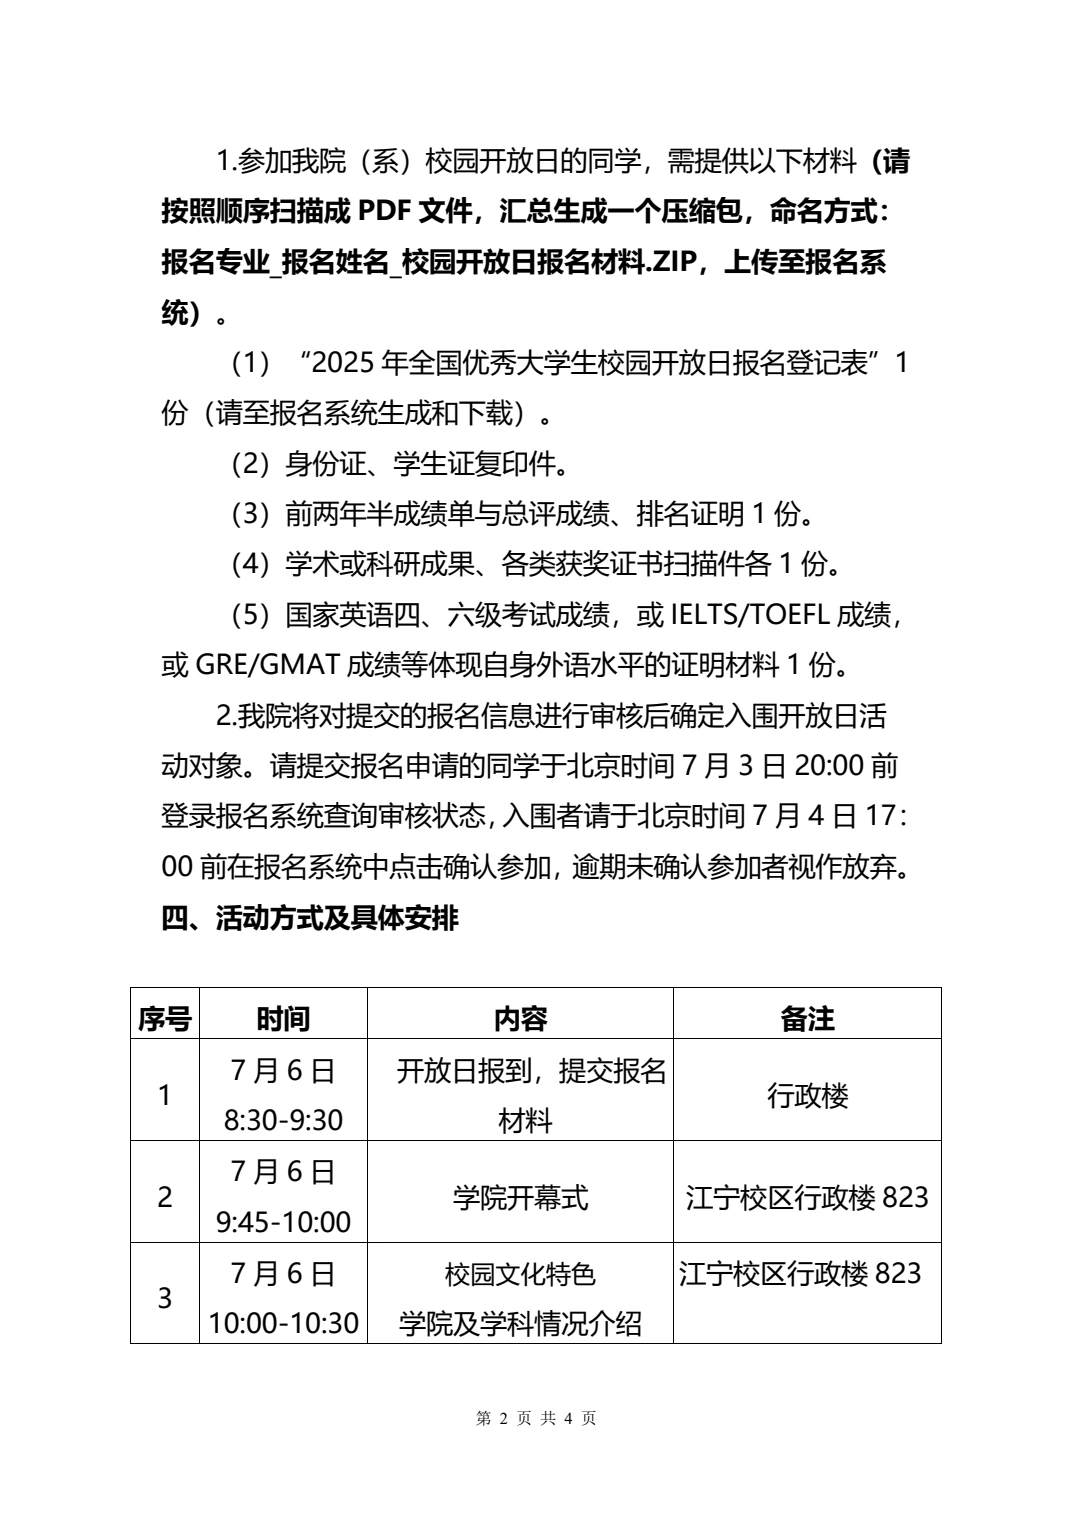 1.参加我院（系）校园开放日的同学，需提供以下材料（请
按照顺序扫描成 PDF 文件，汇总生成一个压缩包，命名方式：
报名专业_报名姓名_校园开放日报名材料.ZIP，上传至报名系
统）。
（1）“2025 年全国优秀大学生校园开放日报名登记表”1
份（请至报名系统生成和下载）。
（2）身份证、学生证复印件。
（3）前两年半成绩单与总评成绩、排名证明 1 份。
（4）学术或科研成果、各类获奖证书扫描件各 1 份。
（5）国家英语四、六级考试成绩，或 IELTS/TOEFL 成绩，
或 GRE/GMAT 成绩等体现自身外语水平的证明材料 1 份。
2.我院将对提交的报名信息进行审核后确定入围开放日活
动对象。请提交报名申请的同学于北京时间 7 月 3 日 20:00 前
登录报名系统查询审核状态，入围者请于北京时间 7 月 4 日 17：
00 前在报名系统中点击确认参加，逾期未确认参加者视作放弃。
四、活动方式及具体安排
序号 时间 内容 备注
1
7 月 6 日
8:30-9:30
开放日报到，提交报名
材料
行政楼
2
7 月 6 日
9:45-10:00
学院开幕式
江宁校区行政楼 823
3
7 月 6 日
10:00-10:30
校园文化特色
学院及学科情况介绍
江宁校区行政楼 823
第 2 页 共 4 页